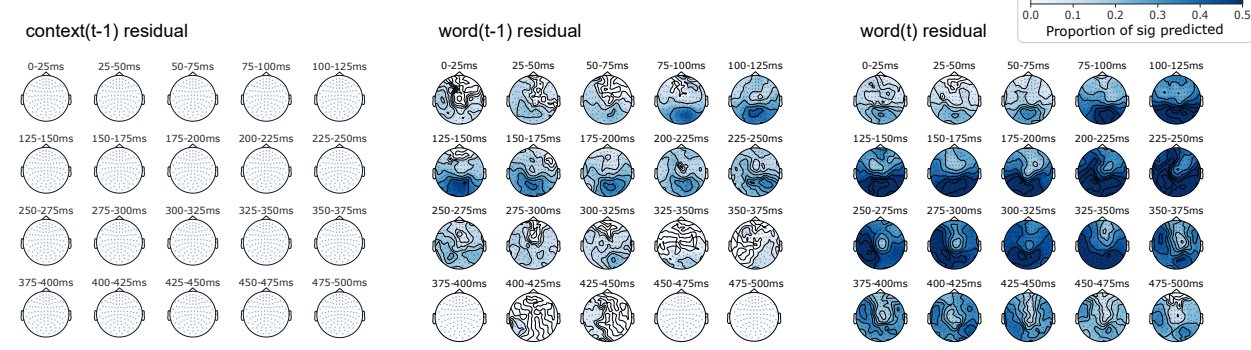 0.0 0.1 0.2 0.3 0.4 0.5
Proportion of sig predicted
context(t-1) residual word(t-1) residual word(t) residual
0-25ms 25-50ms 50-75ms 75-100ms 100-125ms 0-25ms 25-50ms 50-75ms 75-100ms 100-125ms 0-25ms 25-50ms 50-75ms 75-100ms 100-125ms
125-150ms 150-175ms 175-200ms 200-225ms 225-250ms 125-150ms 150-175ms 175-200ms 200-225ms 225-250ms 125-150ms 150-175ms 175-200ms 200-225ms 225-250ms
250-275ms 275-300ms 300-325ms 325-350ms 350-375ms 250-275ms 275-300ms 300-325ms 325-350ms 350-375ms 250-275ms 275-300ms 300-325ms 325-350ms 350-375ms
375-400ms 400-425ms 425-450ms 450-475ms 475-500ms 375-400ms 400-425ms 425-450ms 450-475ms 475-500ms 375-400ms 400-425ms 425-450ms 450-475ms 475-500ms